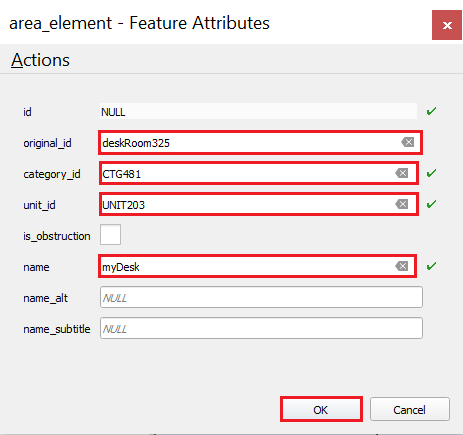 area_element - Feature Attributes
Actions
id NULL
original_id deskRoom325
category_id CTG481
unit_id UNIT203
is_obstruction
name myDesk
name_alt NULL
name_subtitle NULL
OK Cancel